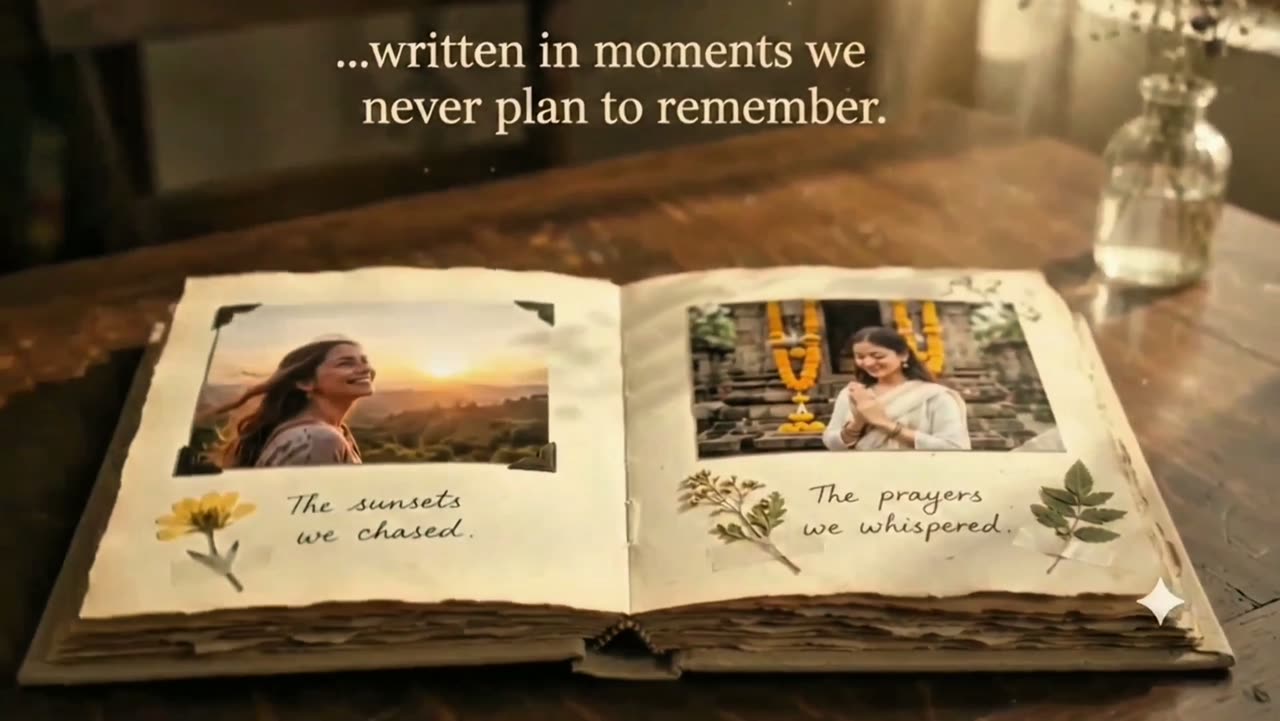 ...written in moments we
never plan to remember.
The sunsets
we chased.
The prayers
we whispered.